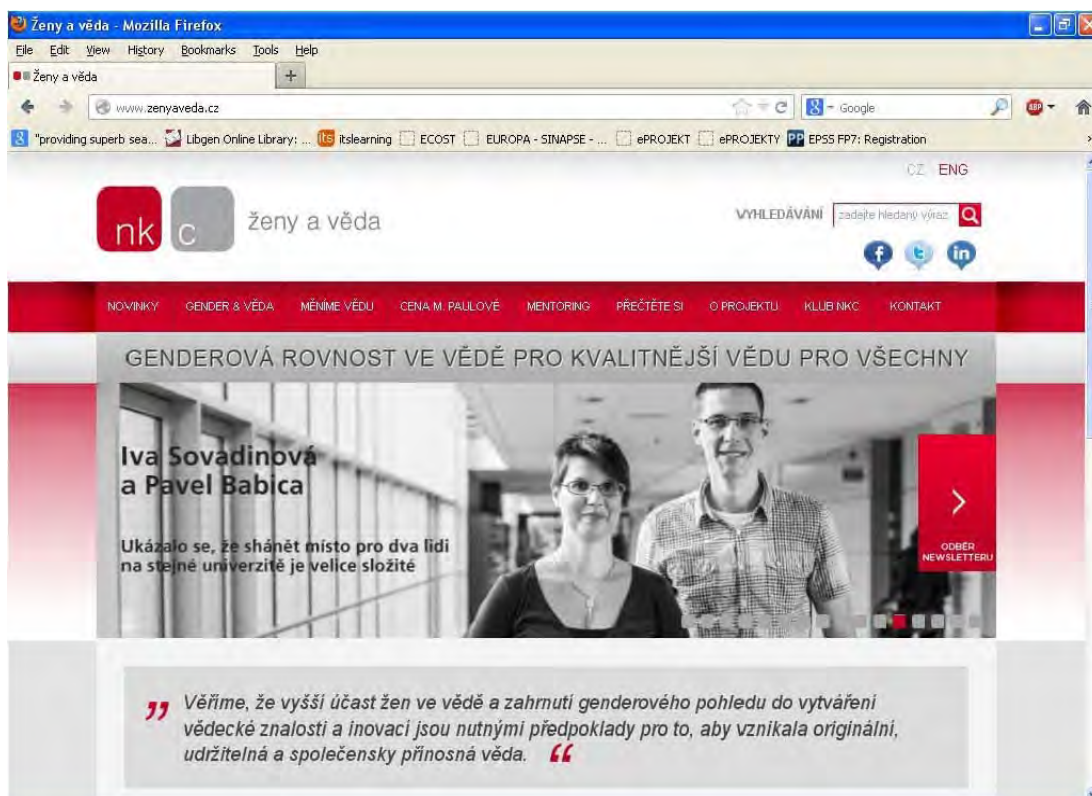 Ženy a věda - Mozilla Firefox
File Edit View History Bookmarks Tools Help
Ženy a věda
www.zenyaveda.cz
Google
"providing superb sea... Libgen Online Library: ... its itslearning ECOST EUROPA - SINAPSE - ... ePROJEKT ePROJEKTY PP EPSS FP7: Registration
CZ ENG
nk c ženy a věda
VYHLEDÁVÁNÍ zadejte hledaný výraz
NOVINKY GENDER & VĚDA MĚNÍME VĚDU CENA M. PAULOVÉ MENTORING PŘEČTĚTE SI O PROJEKTU KLUB NKC KONTAKT
GENDEROVÁ ROVNOST VE VĚDĚ PRO KVALITNĚJŠÍ VĚDU PRO VŠECHNY
Iva Sovadinová
a Pavel Babica
Ukázalo se, že shánět místo pro dva lidi
na stejné univerzitě je velice složité
ODBĚR
NEWSLETTERU
Věříme, že vyšší účast žen ve vědě a zahrnutí genderového pohledu do vytváření
vědecké znalosti a inovací jsou nutnými předpoklady pro to, aby vznikala originální,
udržitelná a společensky přínosná věda.